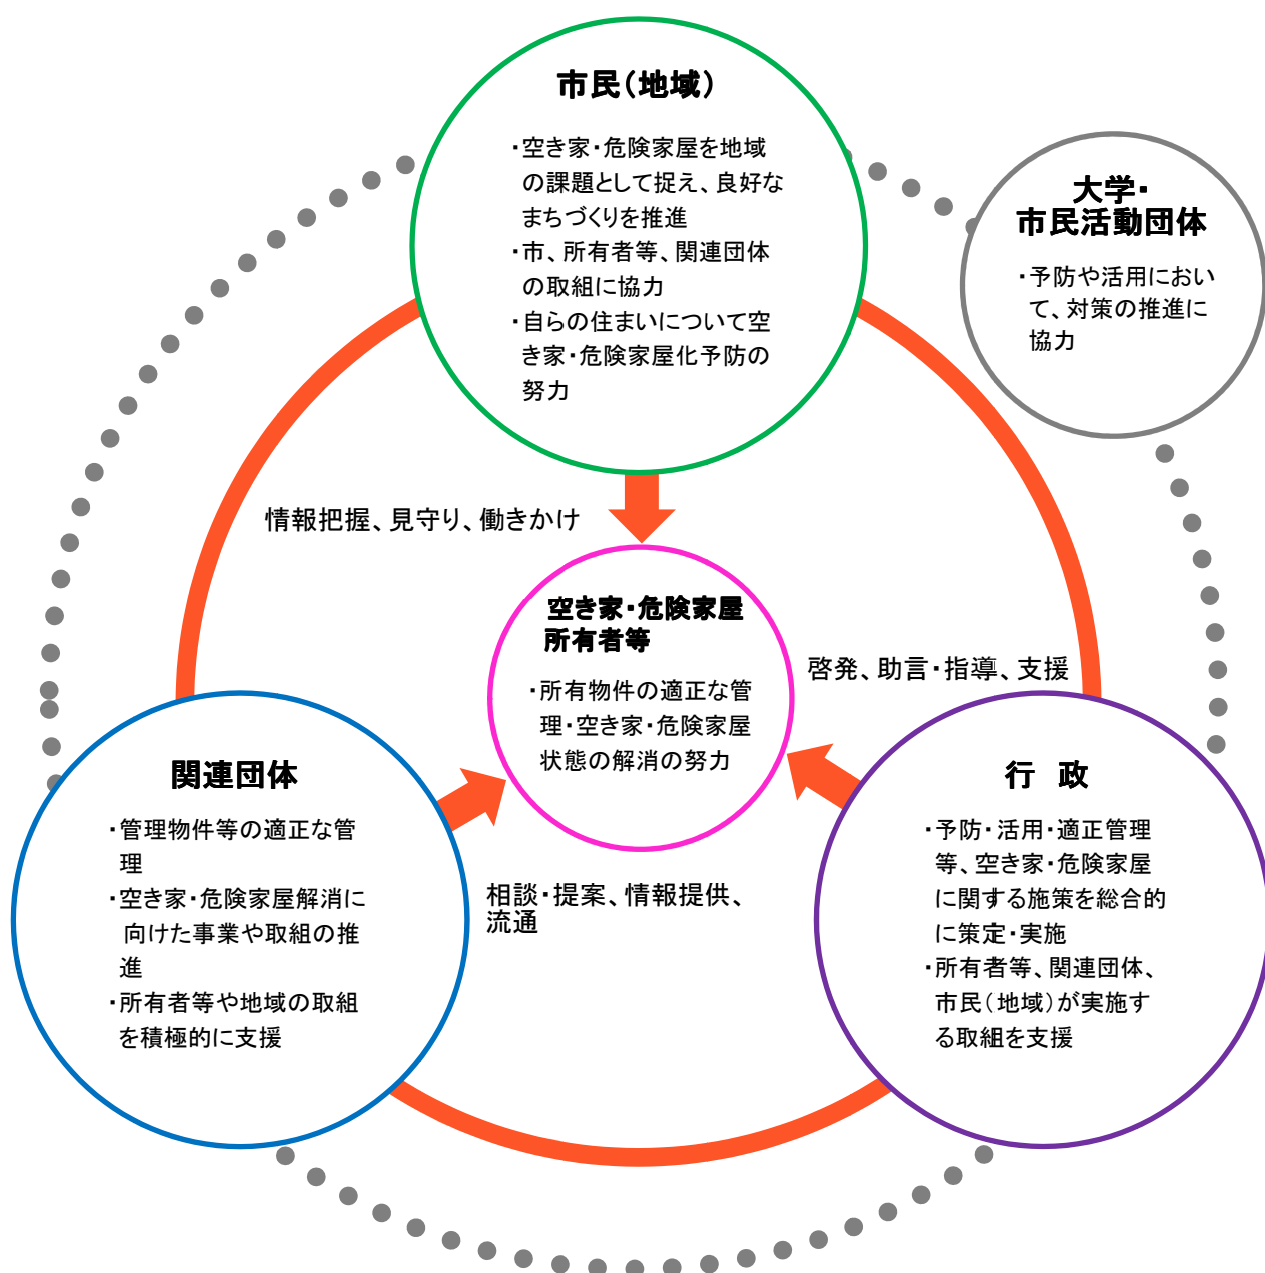 市民(地域)
・空き家・危険家屋を地域
の課題として捉え、良好な
まちづくりを推進
・市、所有者等、関連団体
の取組に協力
・自らの住まいについて空
き家・危険家屋化予防の
努力
大学・
市民活動団体
・予防や活用におい
て、対策の推進に
協力
情報把握、見守り、働きかけ
空き家・危険家屋
所有者等
・所有物件の適正な管
理・空き家・危険家屋
状態の解消の努力
啓発、助言・指導、支援
関連団体
・管理物件等の適正な管
理
・空き家・危険家屋解消に
向けた事業や取組の推
進
・所有者等や地域の取組
を積極的に支援
相談・提案、情報提供、
流通
行 政
・予防・活用・適正管理
等、空き家・危険家屋
に関する施策を総合的
に策定・実施
・所有者等、関連団体、
市民(地域)が実施す
る取組を支援